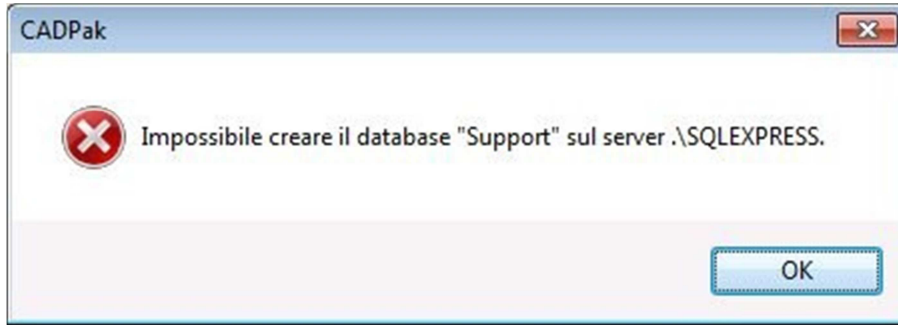 CADPak
Impossibile creare il database "Support" sul server .\SQLEXPRESS.
OK